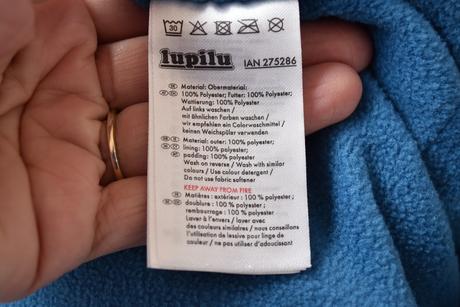 30
lupilu IAN 275286
Material: Obermaterial:
100% Polyester; Futter: 100% Polyester;
Wattierung: 100% Polyester
Auf links waschen /
mit ähnlichen Farben waschen /
wir empfehlen ein Colorwaschmittel /
keinen Weichspüler verwenden
Material: outer: 100% polyester;
lining: 100% polyester;
padding: 100% polyester
Wash on reverse / Wash with similar
colours / Use colour detergent /
Do not use fabric softener
KEEP AWAY FROM FIRE
Matières : extérieur : 100 % polyester ;
doublure : 100 % polyester ;
rembourrage : 100 % polyester
Laver à l'envers / laver avec
des couleurs similaires / nous conseillons
l'utilisation de lessive pour linge de
couleur / ne pas utiliser d'adoucissant